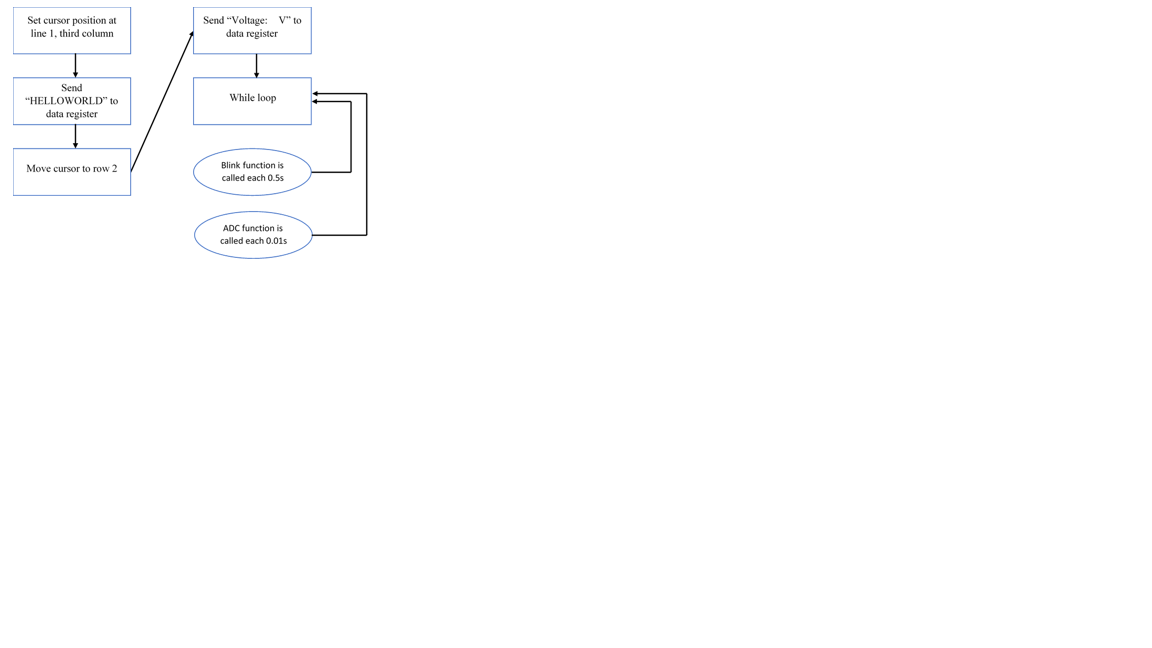 Set cursor position at
line 1, third column
Send
“HELLOWORLD” to
data register
Move cursor to row 2
Send “Voltage:    V” to
data register
While loop
Blink function is
called each 0.5s
ADC function is
called each 0.01s